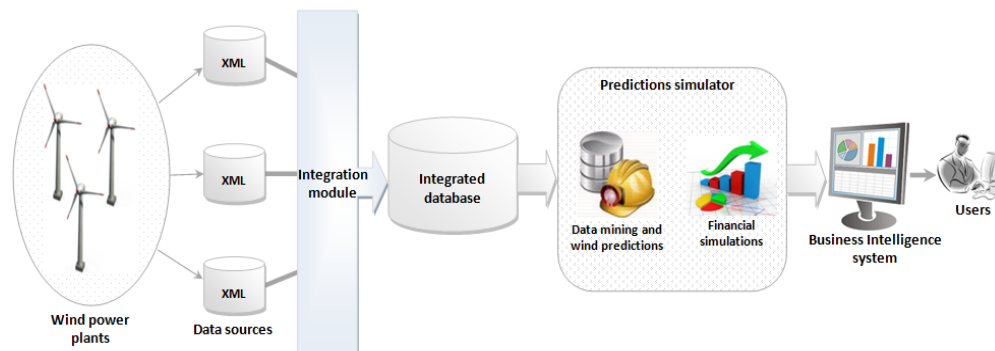 XML
XML
XML
Wind power
plants
Data sources
Integration
module
Integrated
database
Predictions simulator
Data mining and
wind predictions
Financial
simulations
Business Intelligence
system
Users